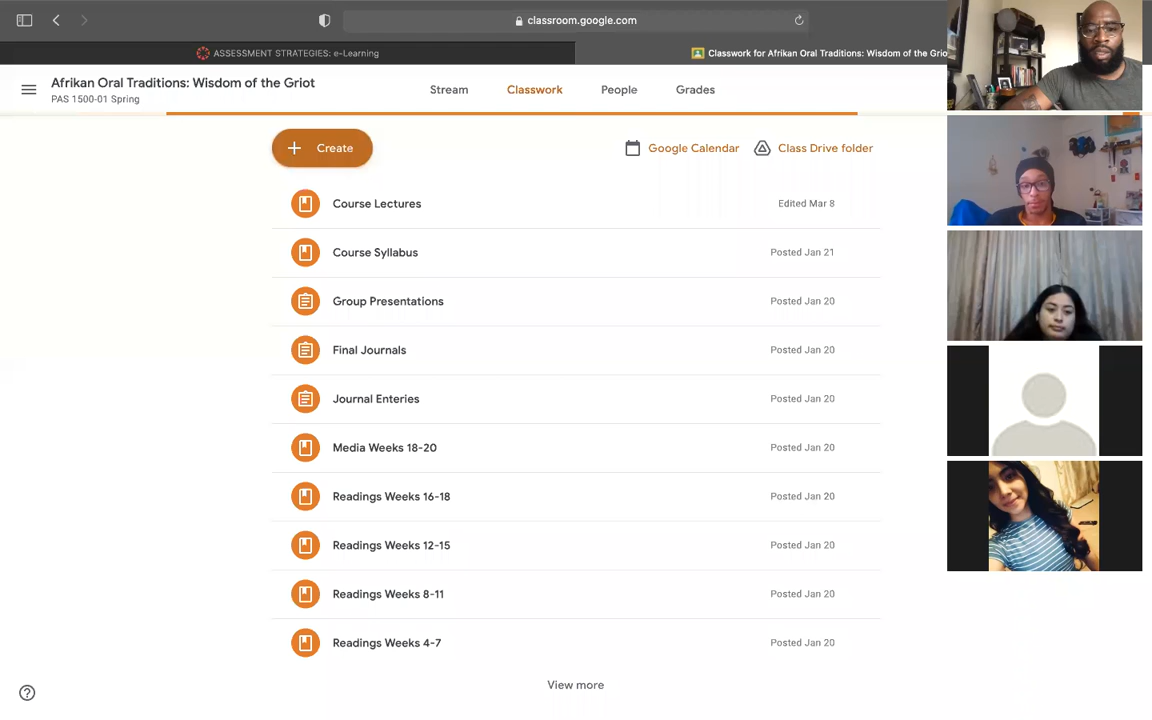 classroom.google.com
ASSESSMENT STRATEGIES: e-Learning
Classwork for Afrikan Oral Traditions: Wisdom of the Grio
Afrikan Oral Traditions: Wisdom of the Griot
PAS 1500-01 Spring
Stream Classwork People Grades
Create
Google Calendar Class Drive folder
Course Lectures Edited Mar 8
Course Syllabus Posted Jan 21
Group Presentations Posted Jan 20
Final Journals Posted Jan 20
Journal Enteries Posted Jan 20
Media Weeks 18-20 Posted Jan 20
Readings Weeks 16-18 Posted Jan 20
Readings Weeks 12-15 Posted Jan 20
Readings Weeks 8-11 Posted Jan 20
Readings Weeks 4-7 Posted Jan 20
View more